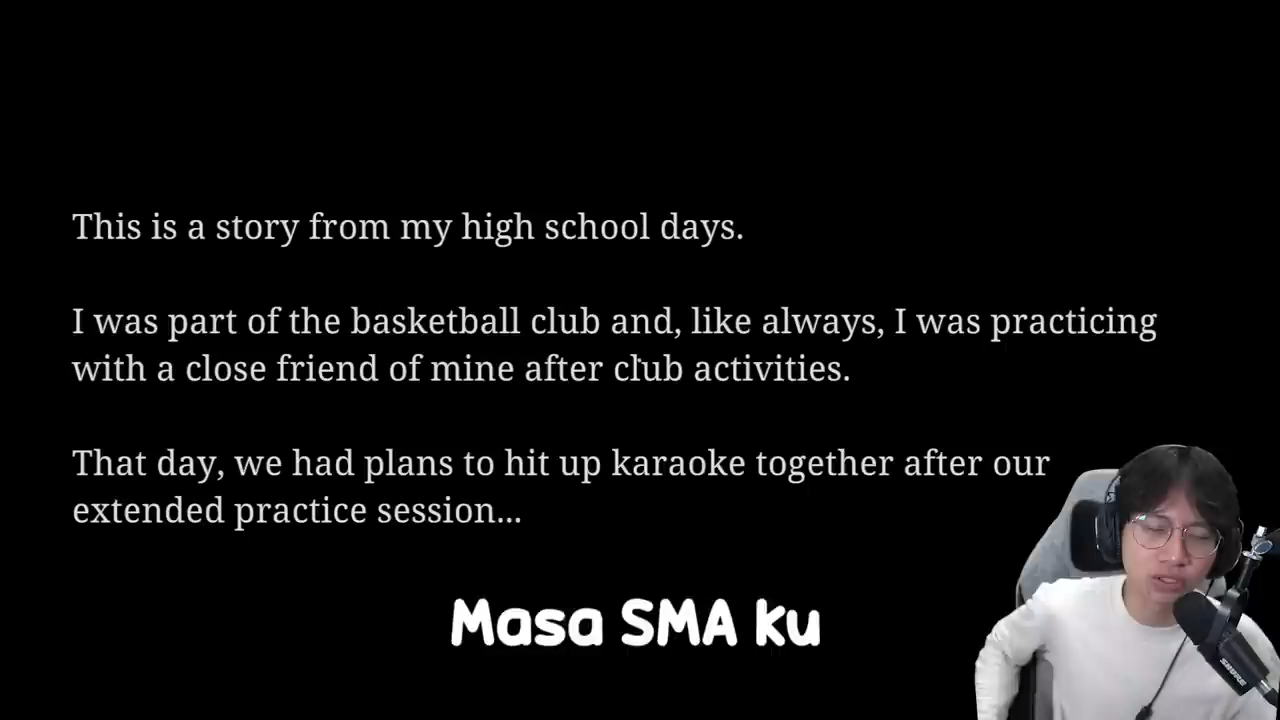 This is a story from my high school days.
I was part of the basketball club and, like always, I was practicing
with a close friend of mine after club activities.
That day, we had plans to hit up karaoke together after our
extended practice session...
Masa SMA ku
SHURE